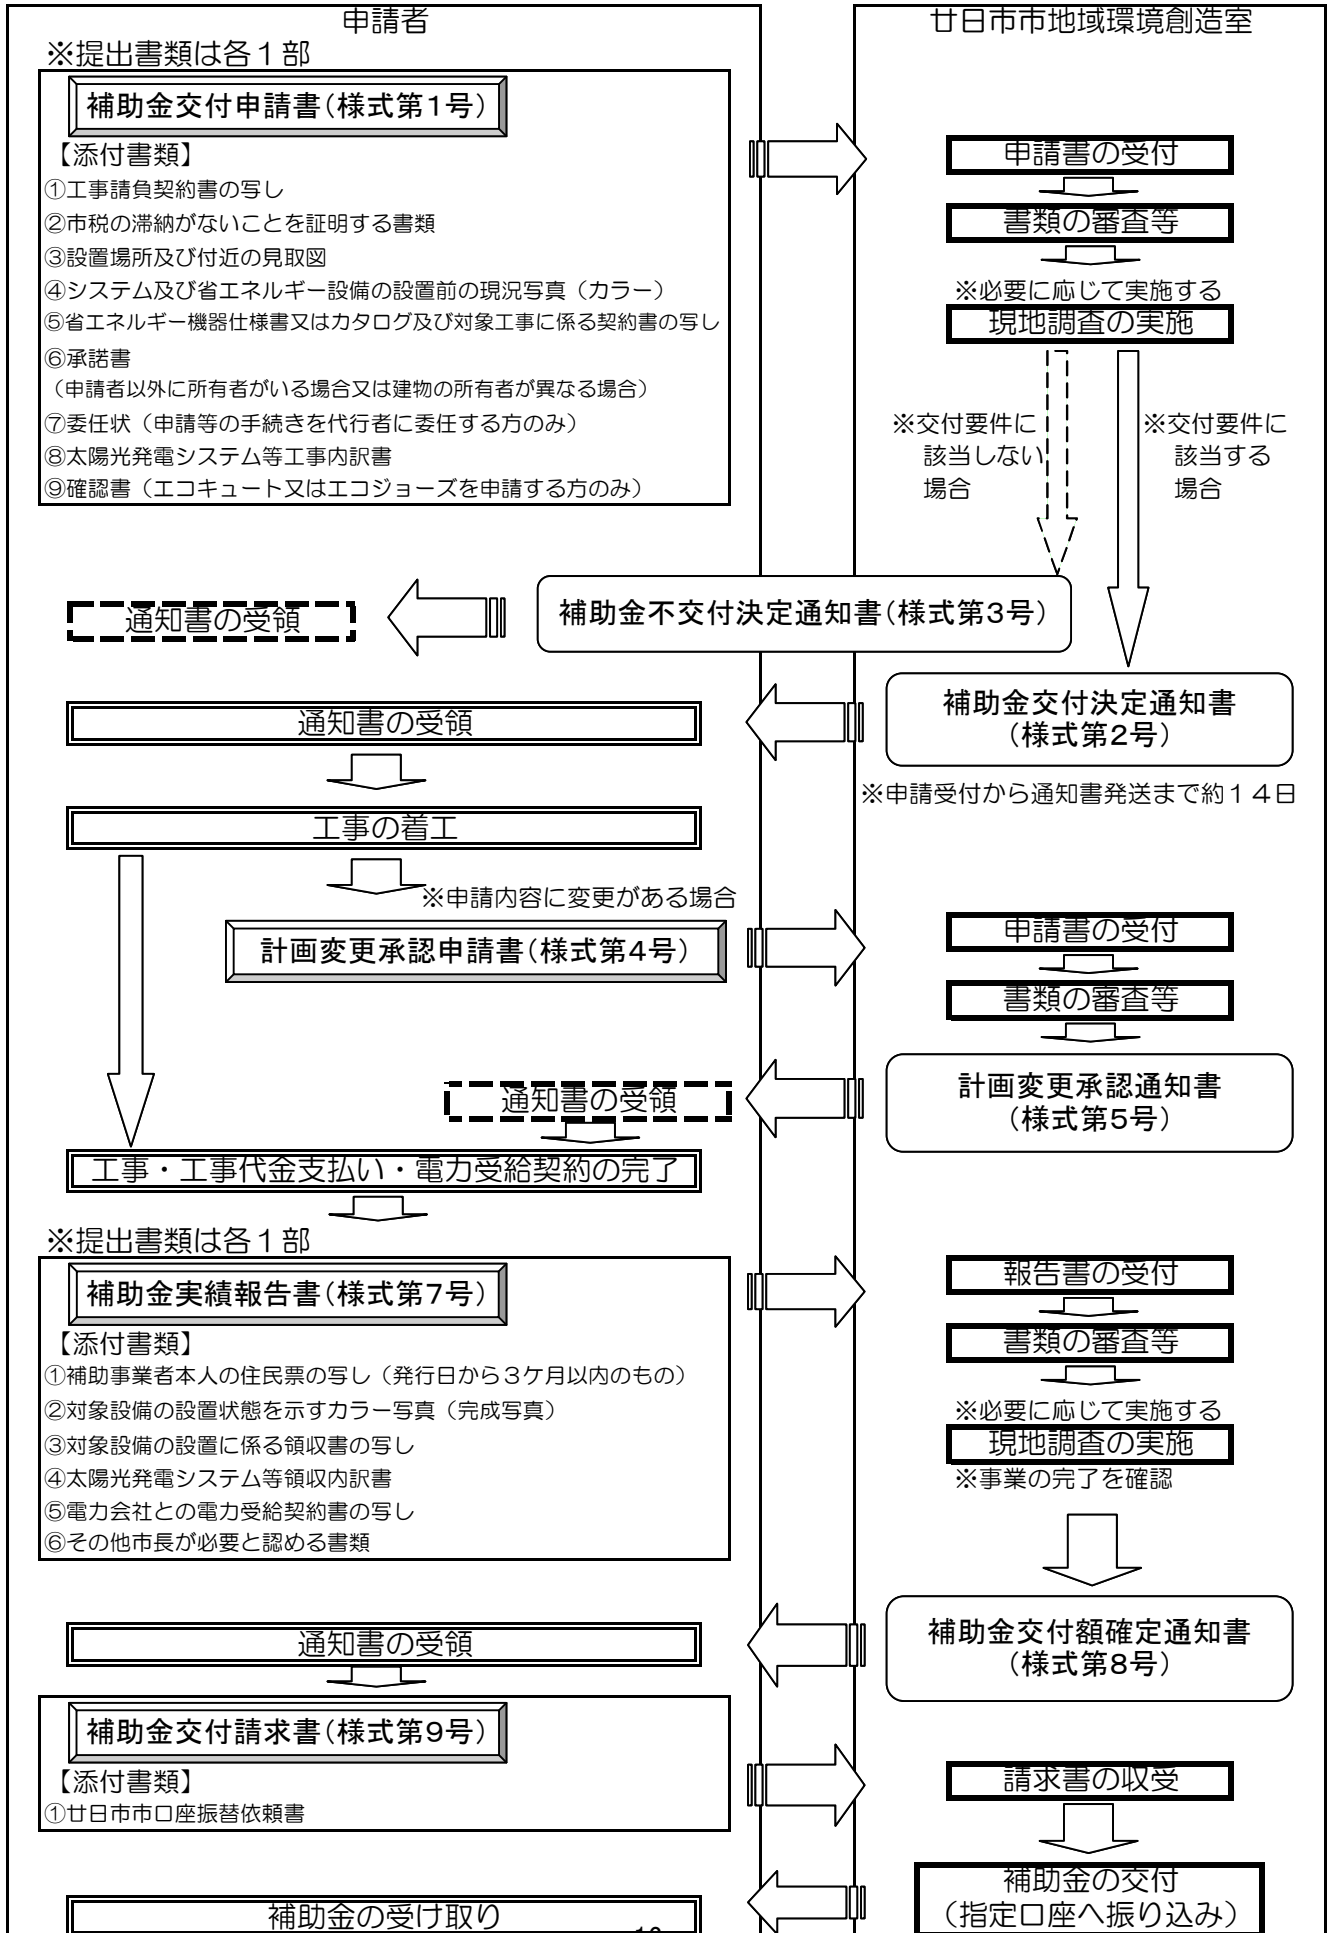 申請者
※提出書類は各１部
補助金交付申請書（様式第1号）
【添付書類】
①工事請負契約書の写し
②市税の滞納がないことを証明する書類
③設置場所及び付近の見取図
④システム及び省エネルギー設備の設置前の現況写真（カラー）
⑤省エネルギー機器仕様書又はカタログ及び対象工事に係る契約書の写し
⑥承諾書
（申請者以外に所有者がいる場合又は建物の所有者が異なる場合）
⑦委任状（申請等の手続きを代行者に委任する方のみ）
⑧太陽光発電システム等工事内訳書
⑨確認書（エコキュート又はエコジョーズを申請する方のみ）
廿日市市地域環境創造室
申請書の受付
書類の審査等
※必要に応じて実施する
現地調査の実施
※交付要件に
該当しない
場合
※交付要件に
該当する
場合
通知書の受領
補助金不交付決定通知書（様式第3号）
通知書の受領
補助金交付決定通知書
（様式第2号）
※申請受付から通知書発送まで約１４日
工事の着工
※申請内容に変更がある場合
計画変更承認申請書（様式第4号）
申請書の受付
書類の審査等
計画変更承認通知書
（様式第5号）
通知書の受領
工事・工事代金支払い・電力受給契約の完了
※提出書類は各１部
補助金実績報告書（様式第7号）
【添付書類】
①補助事業者本人の住民票の写し（発行日から３ケ月以内のもの）
②対象設備の設置状態を示すカラー写真（完成写真）
③対象設備の設置に係る領収書の写し
④太陽光発電システム等領収内訳書
⑤電力会社との電力受給契約書の写し
⑥その他市長が必要と認める書類
報告書の受付
書類の審査等
※必要に応じて実施する
現地調査の実施
※事業の完了を確認
補助金交付額確定通知書
（様式第8号）
通知書の受領
補助金交付請求書（様式第9号）
【添付書類】
①廿日市市口座振替依頼書
請求書の収受
補助金の交付
（指定口座へ振り込み）
補助金の受け取り